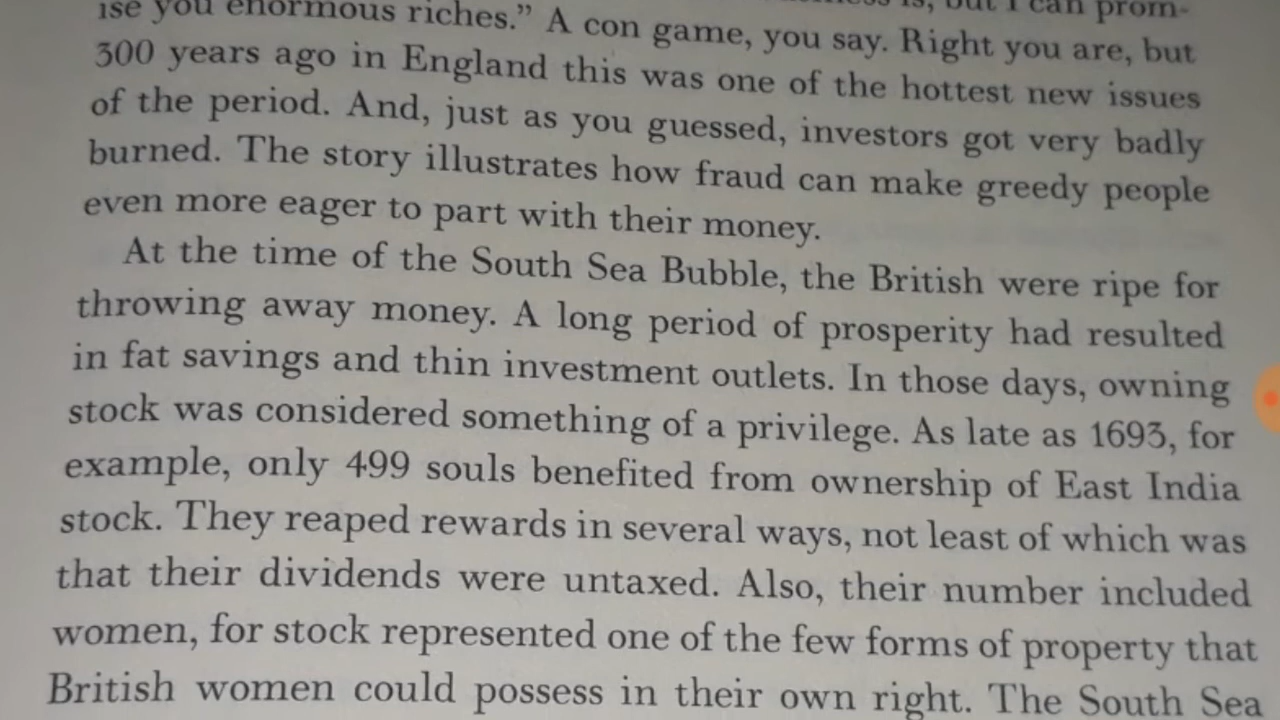 is, but I can prom-
ise you enormous riches.” A con game, you say. Right you are, but
300 years ago in England this was one of the hottest new issues
of the period. And, just as you guessed, investors got very badly
burned. The story illustrates how fraud can make greedy people
even more eager to part with their money.
At the time of the South Sea Bubble, the British were ripe for
throwing away money. A long period of prosperity had resulted
in fat savings and thin investment outlets. In those days, owning
stock was considered something of a privilege. As late as 1693, for
example, only 499 souls benefited from ownership of East India
stock. They reaped rewards in several ways, not least of which was
that their dividends were untaxed. Also, their number included
women, for stock represented one of the few forms of property that
British women could possess in their own right. The South Sea